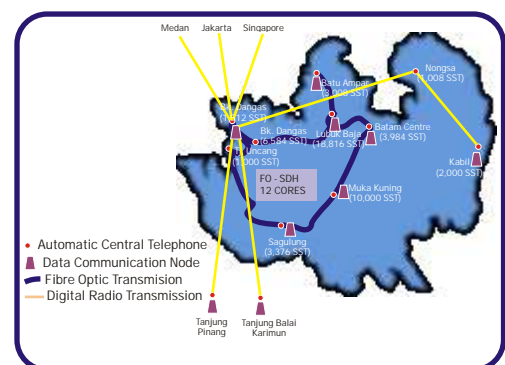 Medan Jakarta Singapore
Nongsa
(1,008 SST)
Batu Ampar
(3,000 SST)
Bk. Dangas
Bk. Dangas
(6,584 SST)
Lubuk Baja
(18,816 SST)
Batam Centre
(3,984 SST)
Uncang
(1,000 SST)
Kabil
(2,000 SST)
FO - SDH
12 CORES
Muka Kuning
(10,000 SST)
Sagulung
(3,376 SST)
Automatic Central Telephone
Data Communication Node
Fibre Optic Transmision
Digital Radio Transmission
Tanjung
Pinang
Tanjung Balai
Karimun